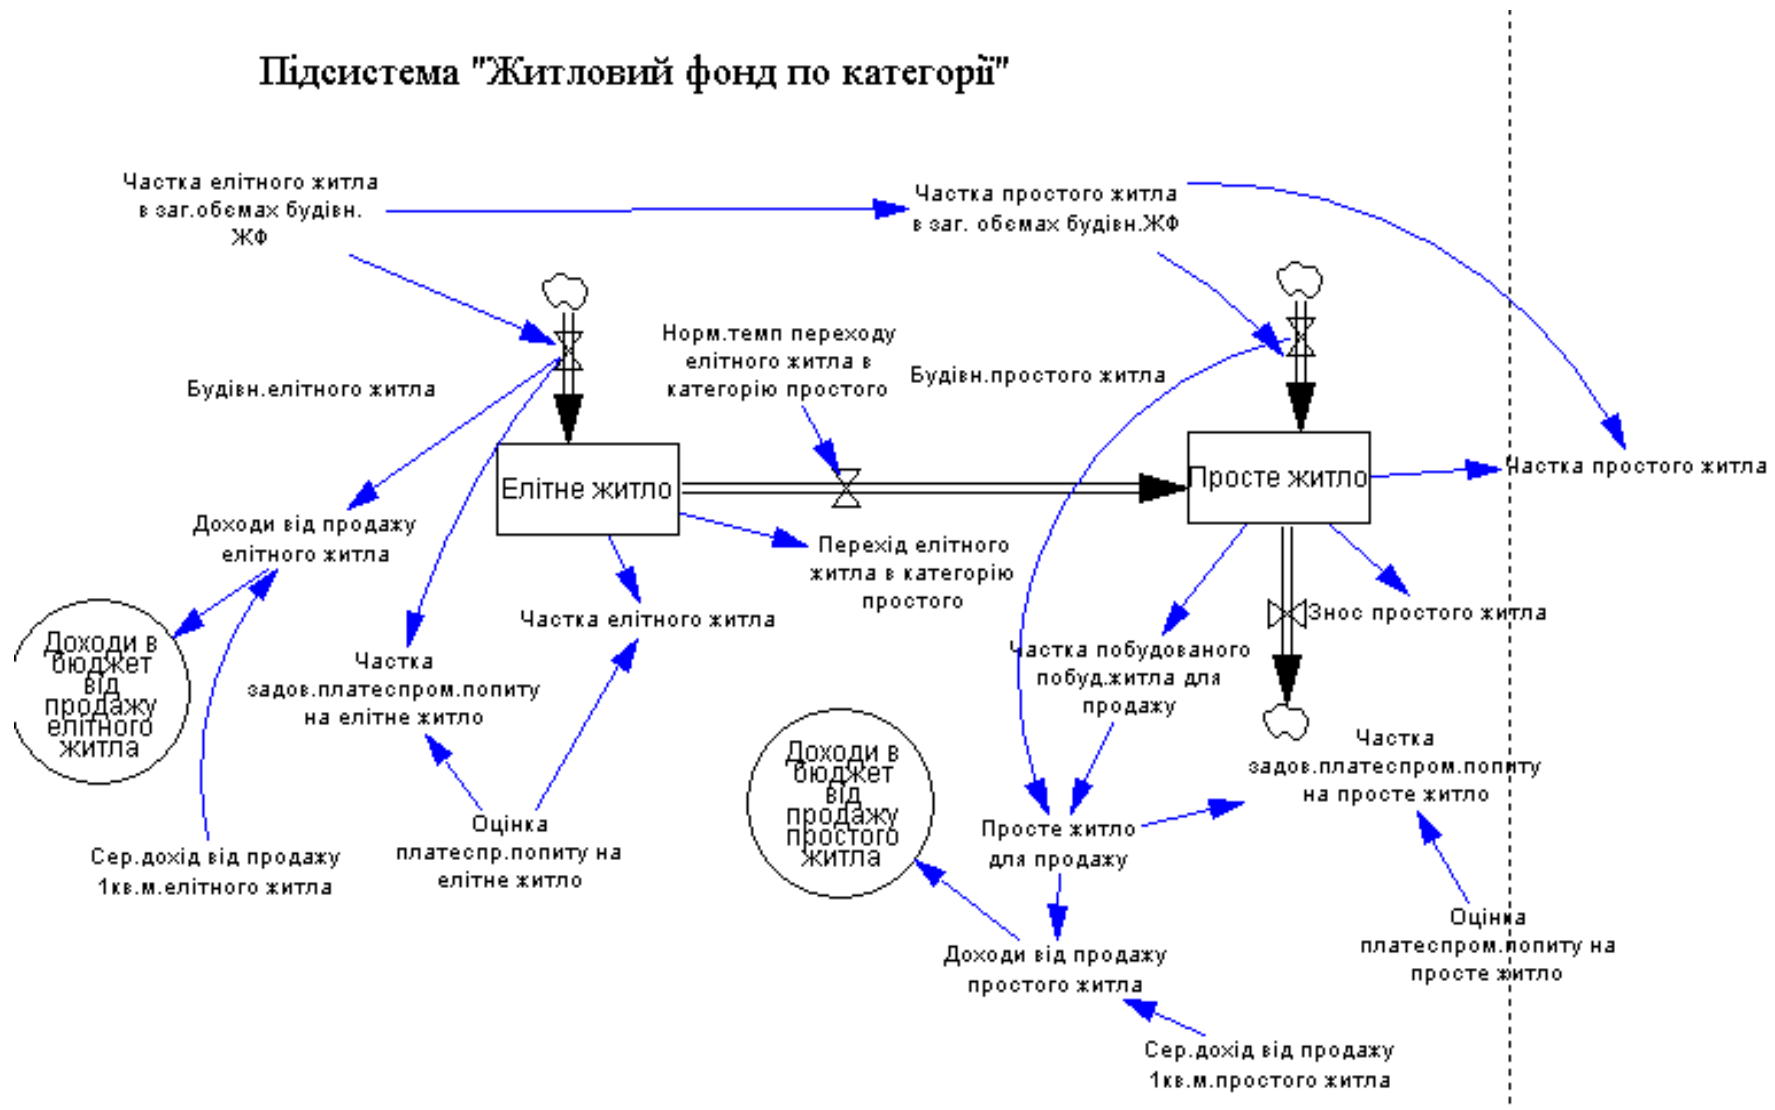 Підсистема "Житловий фонд по категорії"
Частка елітного житла
в заг.обемах будівн.
ЖФ
Частка простого житла
в заг. обемах будівн.ЖФ
Норм.темп переходу
елітного житла в
категорію простого
Будівн.елітного житла
Будівн.простого житла
Елітне житло
Просте житло
Частка простого житла
Доходи від продажу
елітного житла
Перехід елітного
житла в категорію
простого
Частка елітного житла
Знос простого житла
Доходи в
бюджет
від
продажу
елітного
житла
Частка
задов.платеспром.попиту
на елітне житло
Частка побудованого
побуд.житла для
продажу
Частка
задов.платеспром.попиту
на просте житло
Доходи в
бюджет
від
продажу
простого
житла
Оцінка
платеспр.попиту на
елітне житло
Просте житло
для продажу
Сер.дохід від продажу
1кв.м.елітного житла
Оцінка
платеспром.попиту на
просте житло
Доходи від продажу
простого житла
Сер.дохід від продажу
1кв.м.простого житла